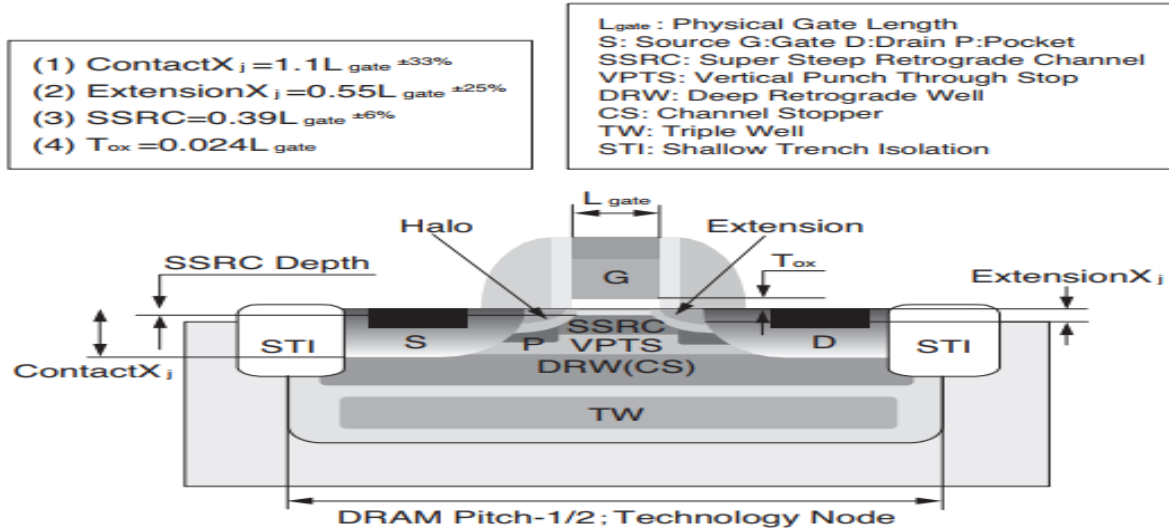 (1) ContactX j =1.1L gate ±33%
(2) ExtensionX j =0.55L gate ±25%
(3) SSRC=0.39L gate ±6%
(4) Tox =0.024L gate
Lgate : Physical Gate Length
S: Source G:Gate D:Drain P:Pocket
SSRC: Super Steep Retrograde Channel
VPTS: Vertical Punch Through Stop
DRW: Deep Retrograde Well
CS: Channel Stopper
TW: Triple Well
STI: Shallow Trench Isolation
L gate
Halo
Extension
SSRC Depth
G
Tox
ExtensionX j
SSRC
STI
S
P
VPTS
D
STI
ContactX j
DRW(CS)
TW
DRAM Pitch-1/2; Technology Node